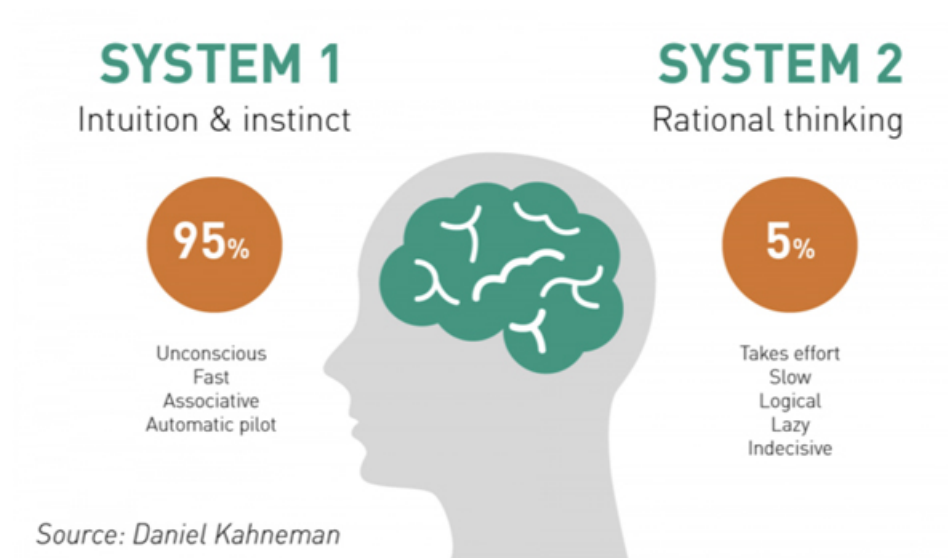 SYSTEM 1
Intuition & instinct
95%
Unconscious
Fast
Associative
Automatic pilot
SYSTEM 2
Rational thinking
5%
Takes effort
Slow
Logical
Lazy
Indecisive
Source: Daniel Kahneman